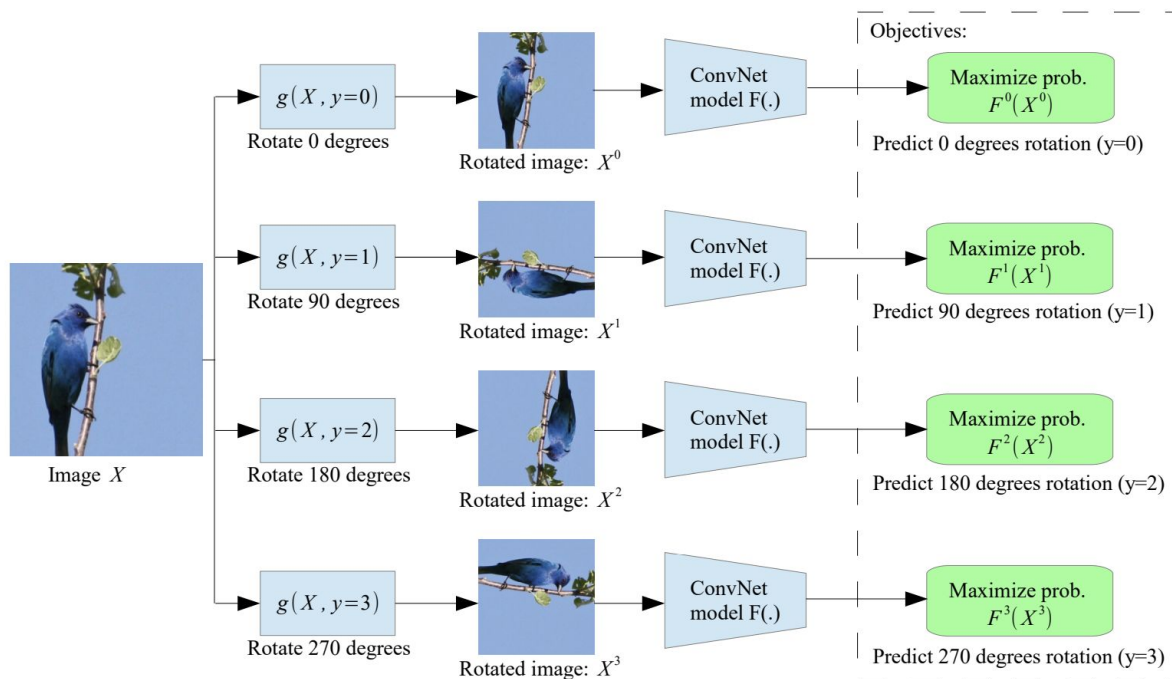 Objectives:
g(X, y=0)
Rotate 0 degrees
Rotated image: X⁰
ConvNet
model F(.)
Maximize prob.
F⁰(X⁰)
Predict 0 degrees rotation (y=0)
g(X, y=1)
Rotate 90 degrees
Rotated image: X¹
ConvNet
model F(.)
Maximize prob.
F¹(X¹)
Predict 90 degrees rotation (y=1)
Image X
g(X, y=2)
Rotate 180 degrees
Rotated image: X²
ConvNet
model F(.)
Maximize prob.
F²(X²)
Predict 180 degrees rotation (y=2)
g(X, y=3)
Rotate 270 degrees
Rotated image: X³
ConvNet
model F(.)
Maximize prob.
F³(X³)
Predict 270 degrees rotation (y=3)